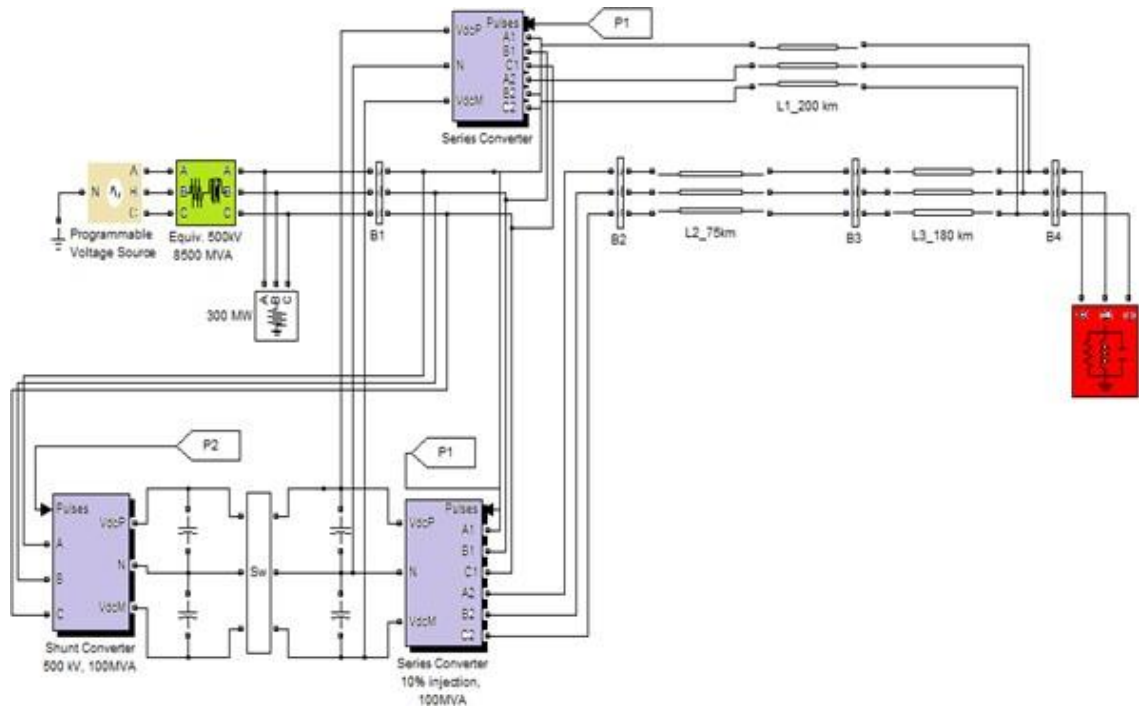 P1
VdcP
N
VdcM
Pulses
A1
B1
C1
A2
B2
C2
Series Converter
L1_200 km
N
A
B
C
Programmable
Voltage Source
A
B
C
A
B
C
Equiv. 500kV
8500 MVA
B1
B2
L2_75km
B3
L3_180 km
B4
300 MW
A
B
C
P2
P1
Pulses
A
B
C
VdcP
N
VdcM
Shunt Converter
500 kV, 100MVA
Sw
VdcP
N
VdcM
Pulses
A1
B1
C1
A2
B2
C2
Series Converter
10% injection,
100MVA